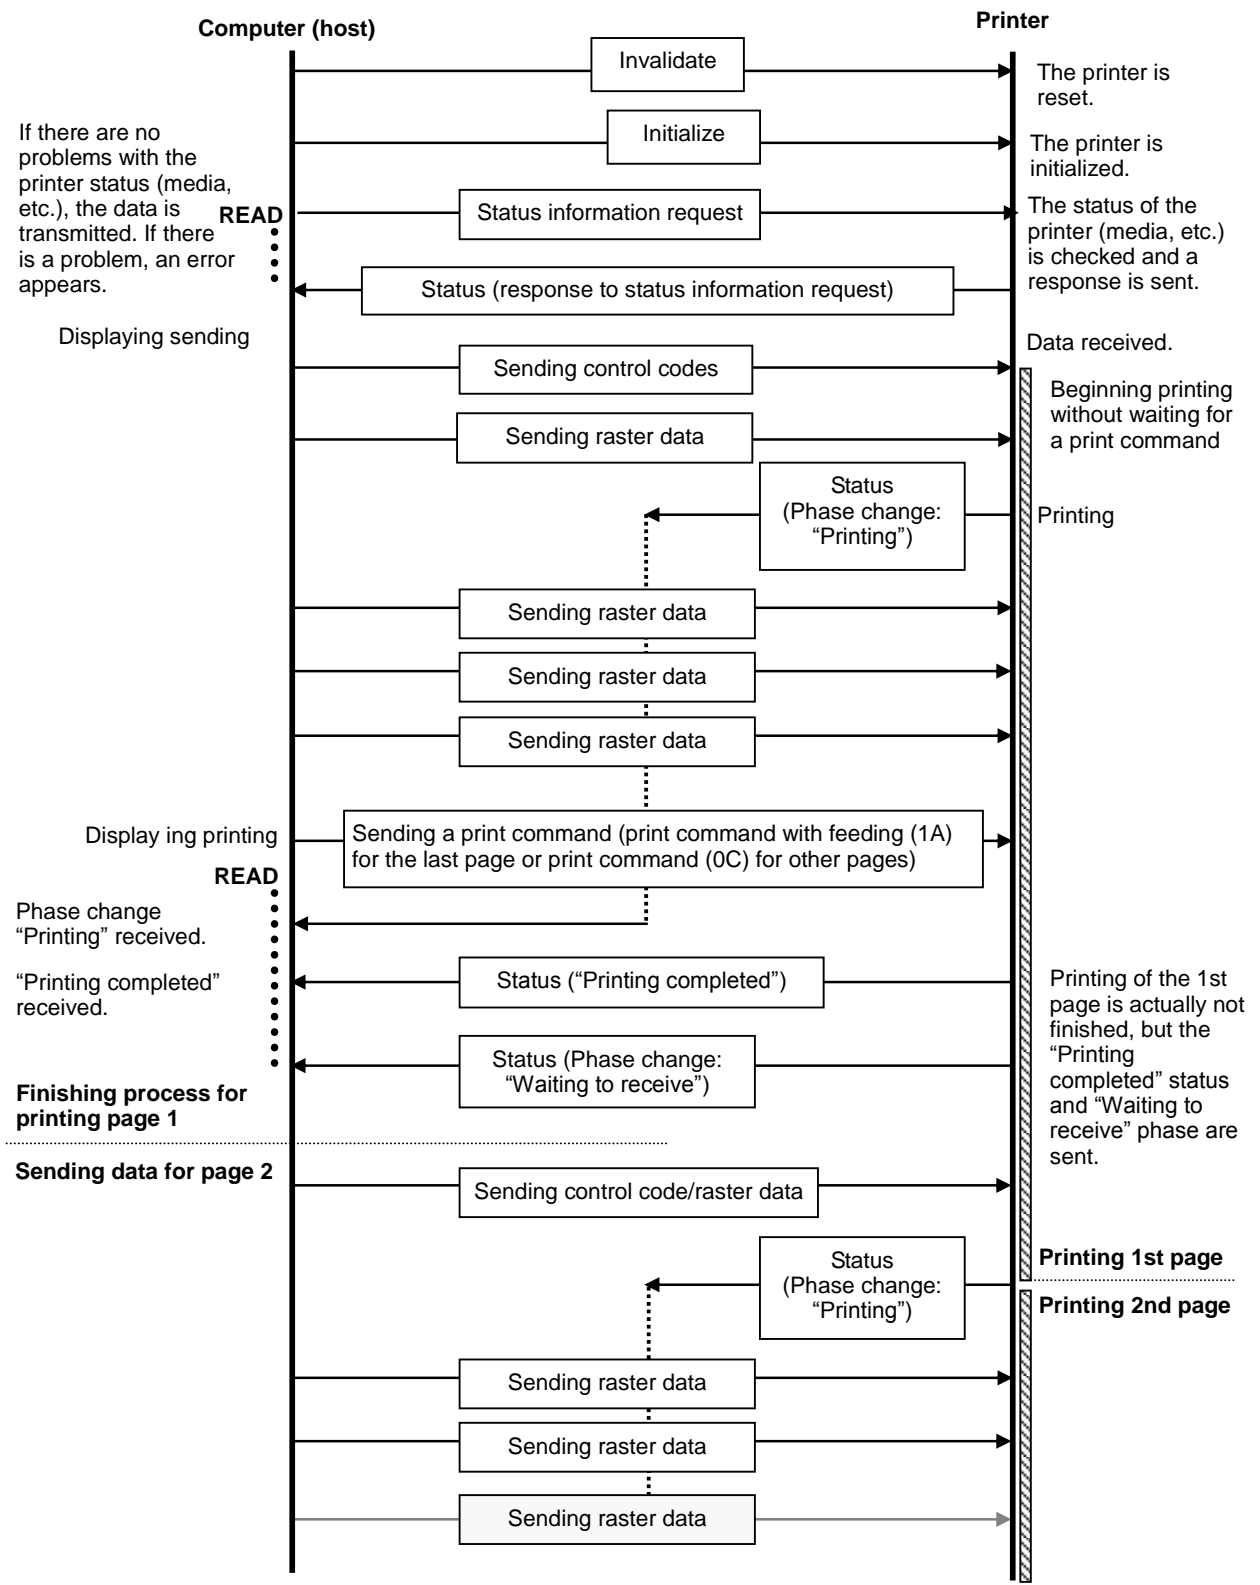 Computer (host)
Printer
Invalidate
The printer is
reset.
If there are no
problems with the
printer status (media,
etc.), the data is
transmitted. If there
is a problem, an error
appears.
Initialize
The printer is
initialized.
READ
Status information request
The status of the
printer (media, etc.)
is checked and a
response is sent.
Status (response to status information request)
Displaying sending
Data received.
Sending control codes
Beginning printing
without waiting for
a print command
Sending raster data
Status
(Phase change:
“Printing”)
Printing
Sending raster data
Sending raster data
Sending raster data
Display ing printing
Sending a print command (print command with feeding (1A)
for the last page or print command (0C) for other pages)
READ
Phase change
“Printing” received.
“Printing completed”
received.
Status (“Printing completed”)
Printing of the 1st
page is actually not
finished, but the
“Printing
completed” status
and “Waiting to
receive” phase are
sent.
Status (Phase change:
“Waiting to receive”)
Finishing process for
printing page 1
Sending data for page 2
Sending control code/raster data
Status
(Phase change:
“Printing”)
Printing 1st page
Printing 2nd page
Sending raster data
Sending raster data
Sending raster data